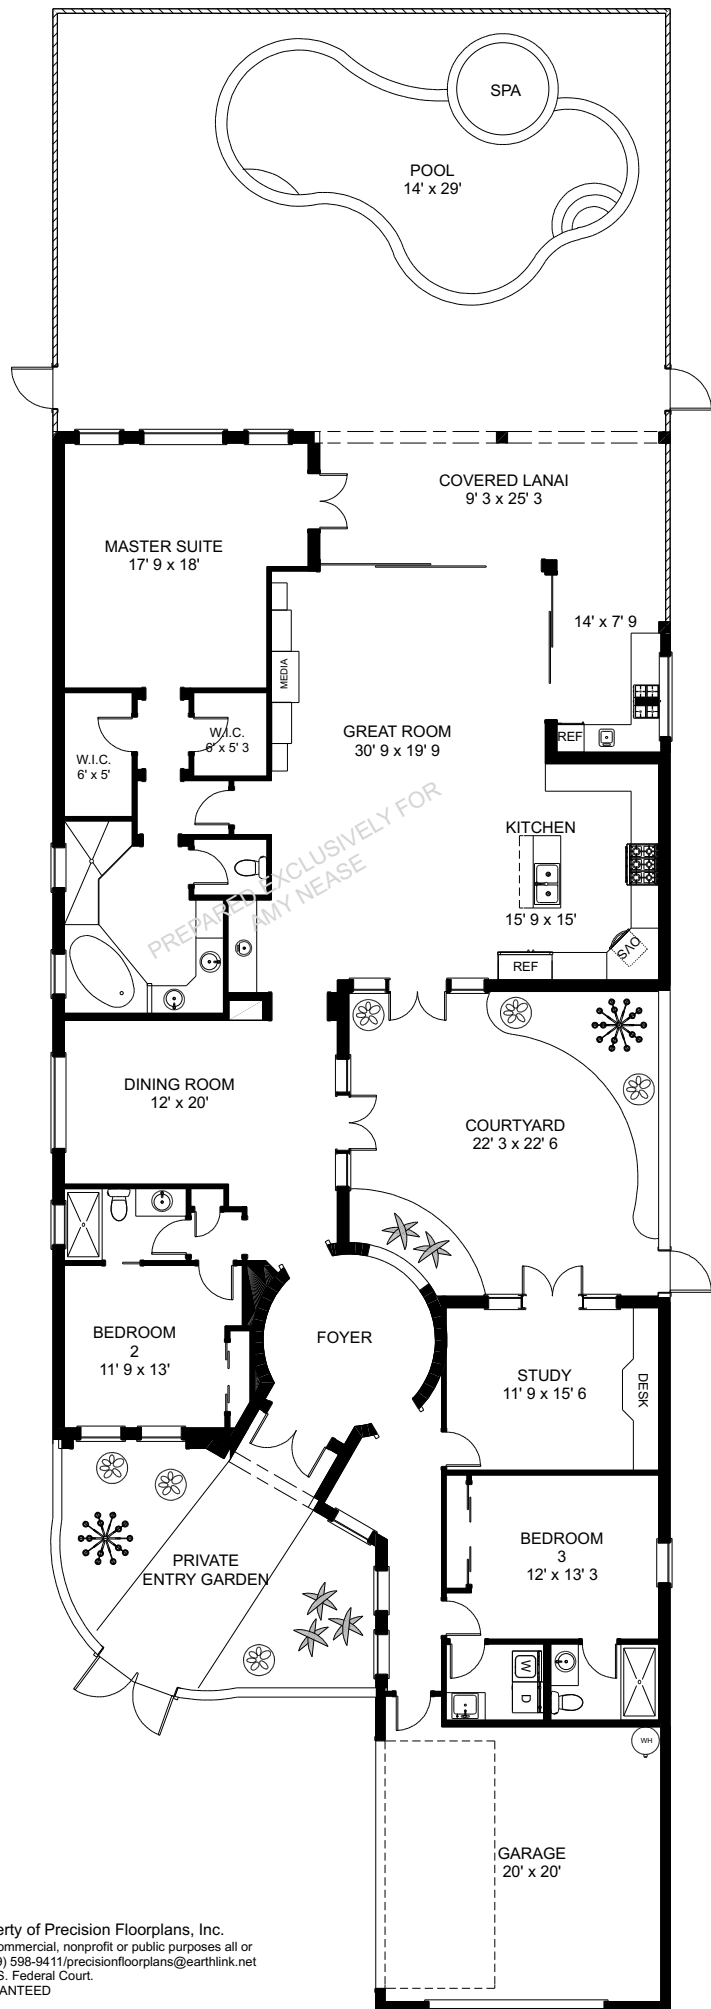 SPA
POOL
14' x 29'
COVERED LANAI
9' 3 x 25' 3
MASTER SUITE
17' 9 x 18'
14' x 7' 9
MEDIA
W.I.C.
6' x 5' 3
W.I.C.
6' x 5'
GREAT ROOM
30' 9 x 19' 9
REF
PREPARED EXCLUSIVELY FOR
AMY NEASE
KITCHEN
15' 9 x 15'
REF
DVS
DINING ROOM
12' x 20'
COURTYARD
22' 3 x 22' 6
BEDROOM
2
11' 9 x 13'
FOYER
STUDY
11' 9 x 15' 6
DESK
BEDROOM
3
12' x 13' 3
PRIVATE
ENTRY GARDEN
W
D
WH
GARAGE
20' x 20'
erty of Precision Floorplans, Inc.
ommercial, nonprofit or public purposes all or
9) 598-9411/precisionfloorplans@earthlink.net
S. Federal Court.
ANTEED